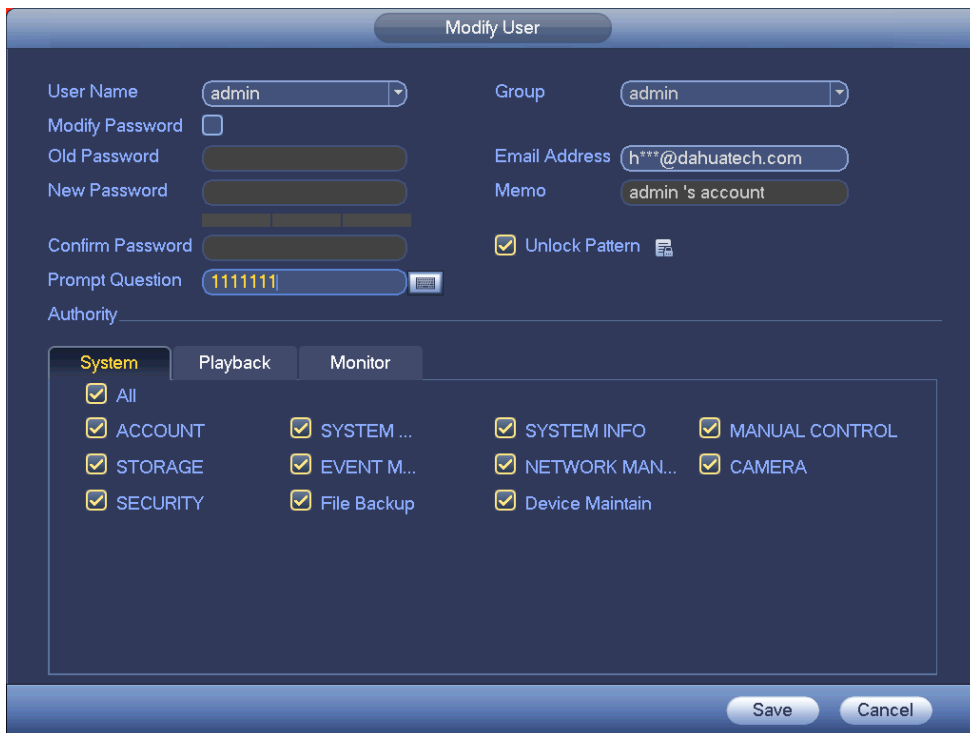 Modify User
User Name admin Group admin
Modify Password
Old Password Email Address h***@dahuatech.com
New Password Memo admin 's account
Confirm Password Unlock Pattern
Prompt Question 1111111
Authority
System Playback Monitor
All
ACCOUNT SYSTEM ... SYSTEM INFO MANUAL CONTROL
STORAGE EVENT M... NETWORK MAN... CAMERA
SECURITY File Backup Device Maintain
Save Cancel